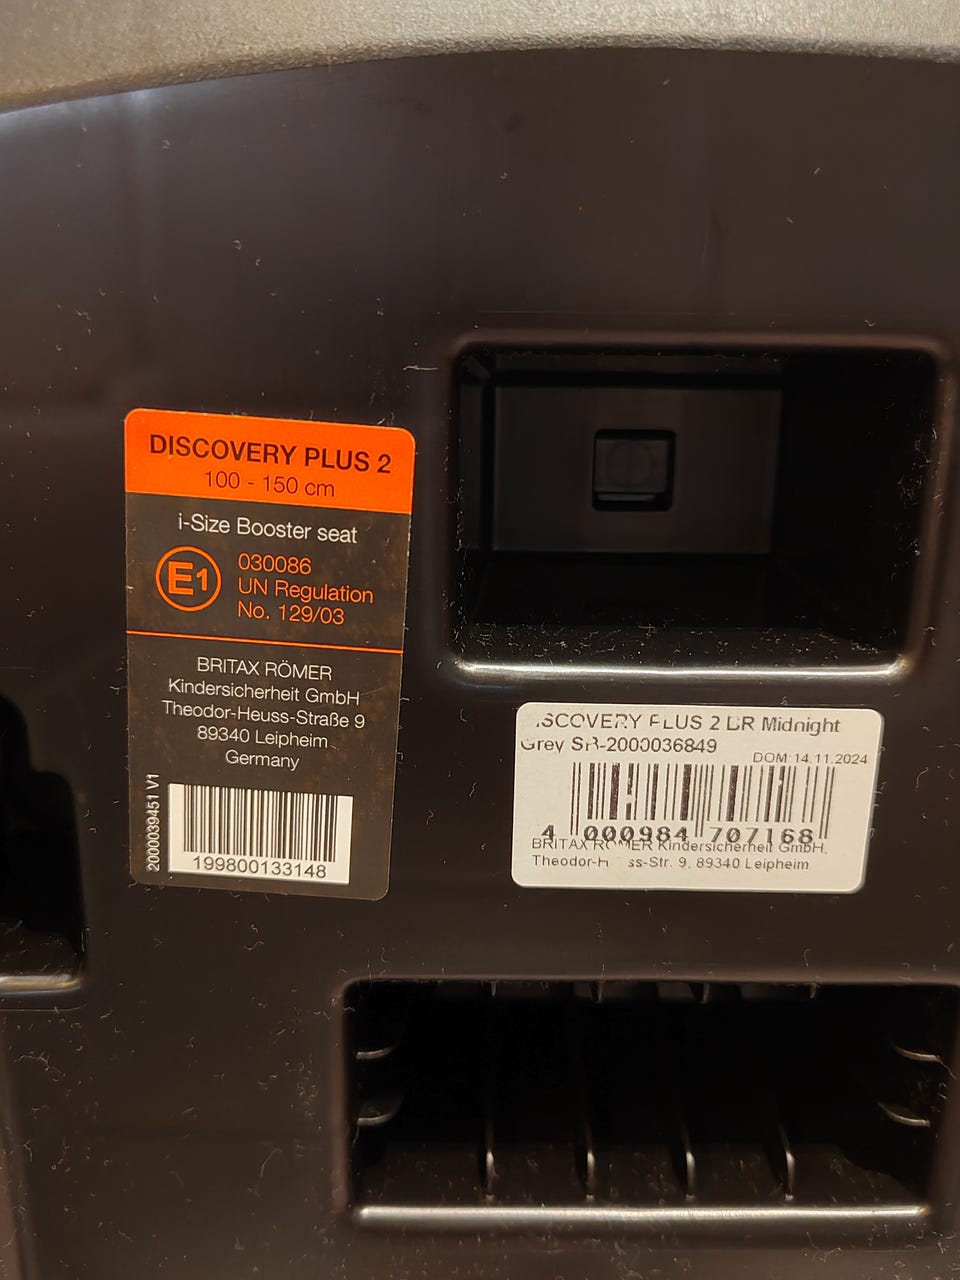 DISCOVERY PLUS 2
100 - 150 cm
i-Size Booster seat
E1
030086
UN Regulation
No. 129/03
BRITAX RÖMER
Kindersicherheit GmbH
Theodor-Heuss-Straße 9
89340 Leipheim
Germany
2000039451 V1
199800133148
ISCOVERY PLUS 2 BR Midnight
Grey SB-2000036849
DOM:14.11.2024
4 000984 707168
BRITAX RÖMER Kindersicherheit GmbH,
Theodor-H ss-Str. 9, 89340 Leipheim